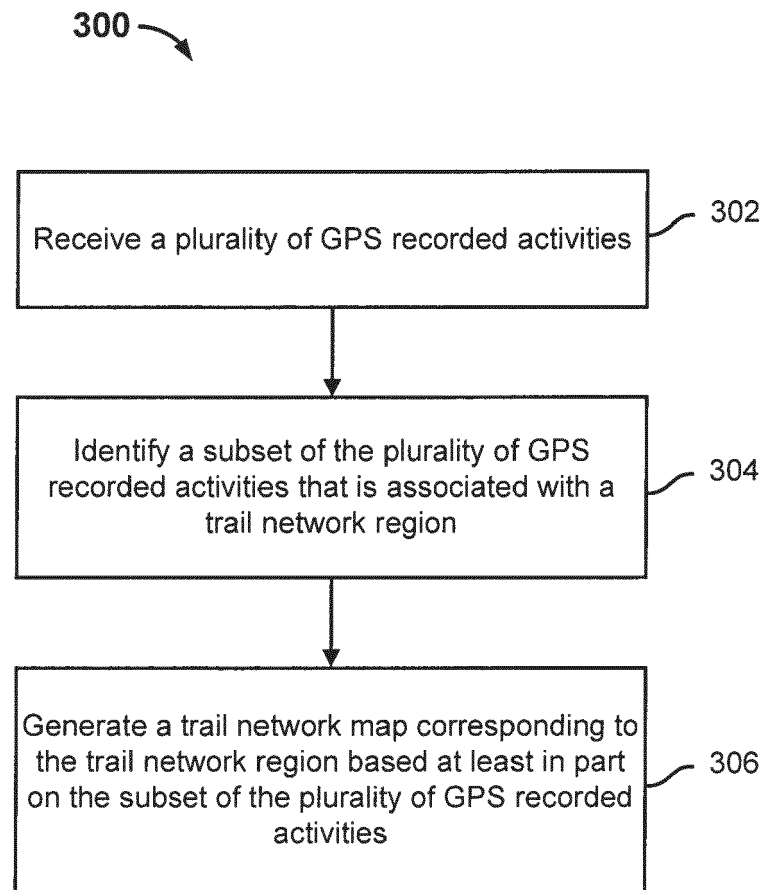 300
Receive a plurality of GPS recorded activities
302
Identify a subset of the plurality of GPS
recorded activities that is associated with a
trail network region
304
Generate a trail network map corresponding to
the trail network region based at least in part
on the subset of the plurality of GPS recorded
activities
306